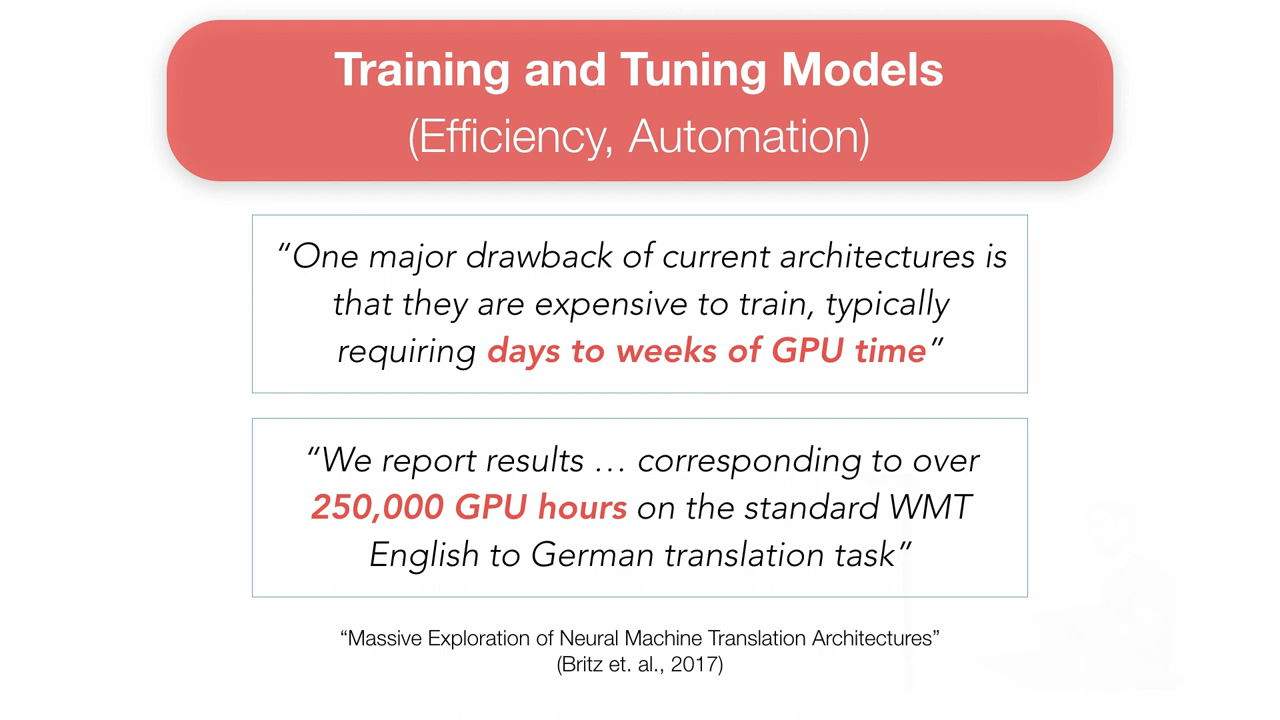 Training and Tuning Models
(Efficiency, Automation)
“One major drawback of current architectures is
that they are expensive to train, typically
requiring days to weeks of GPU time”
“We report results … corresponding to over
250,000 GPU hours on the standard WMT
English to German translation task”
“Massive Exploration of Neural Machine Translation Architectures”
(Britz et. al., 2017)